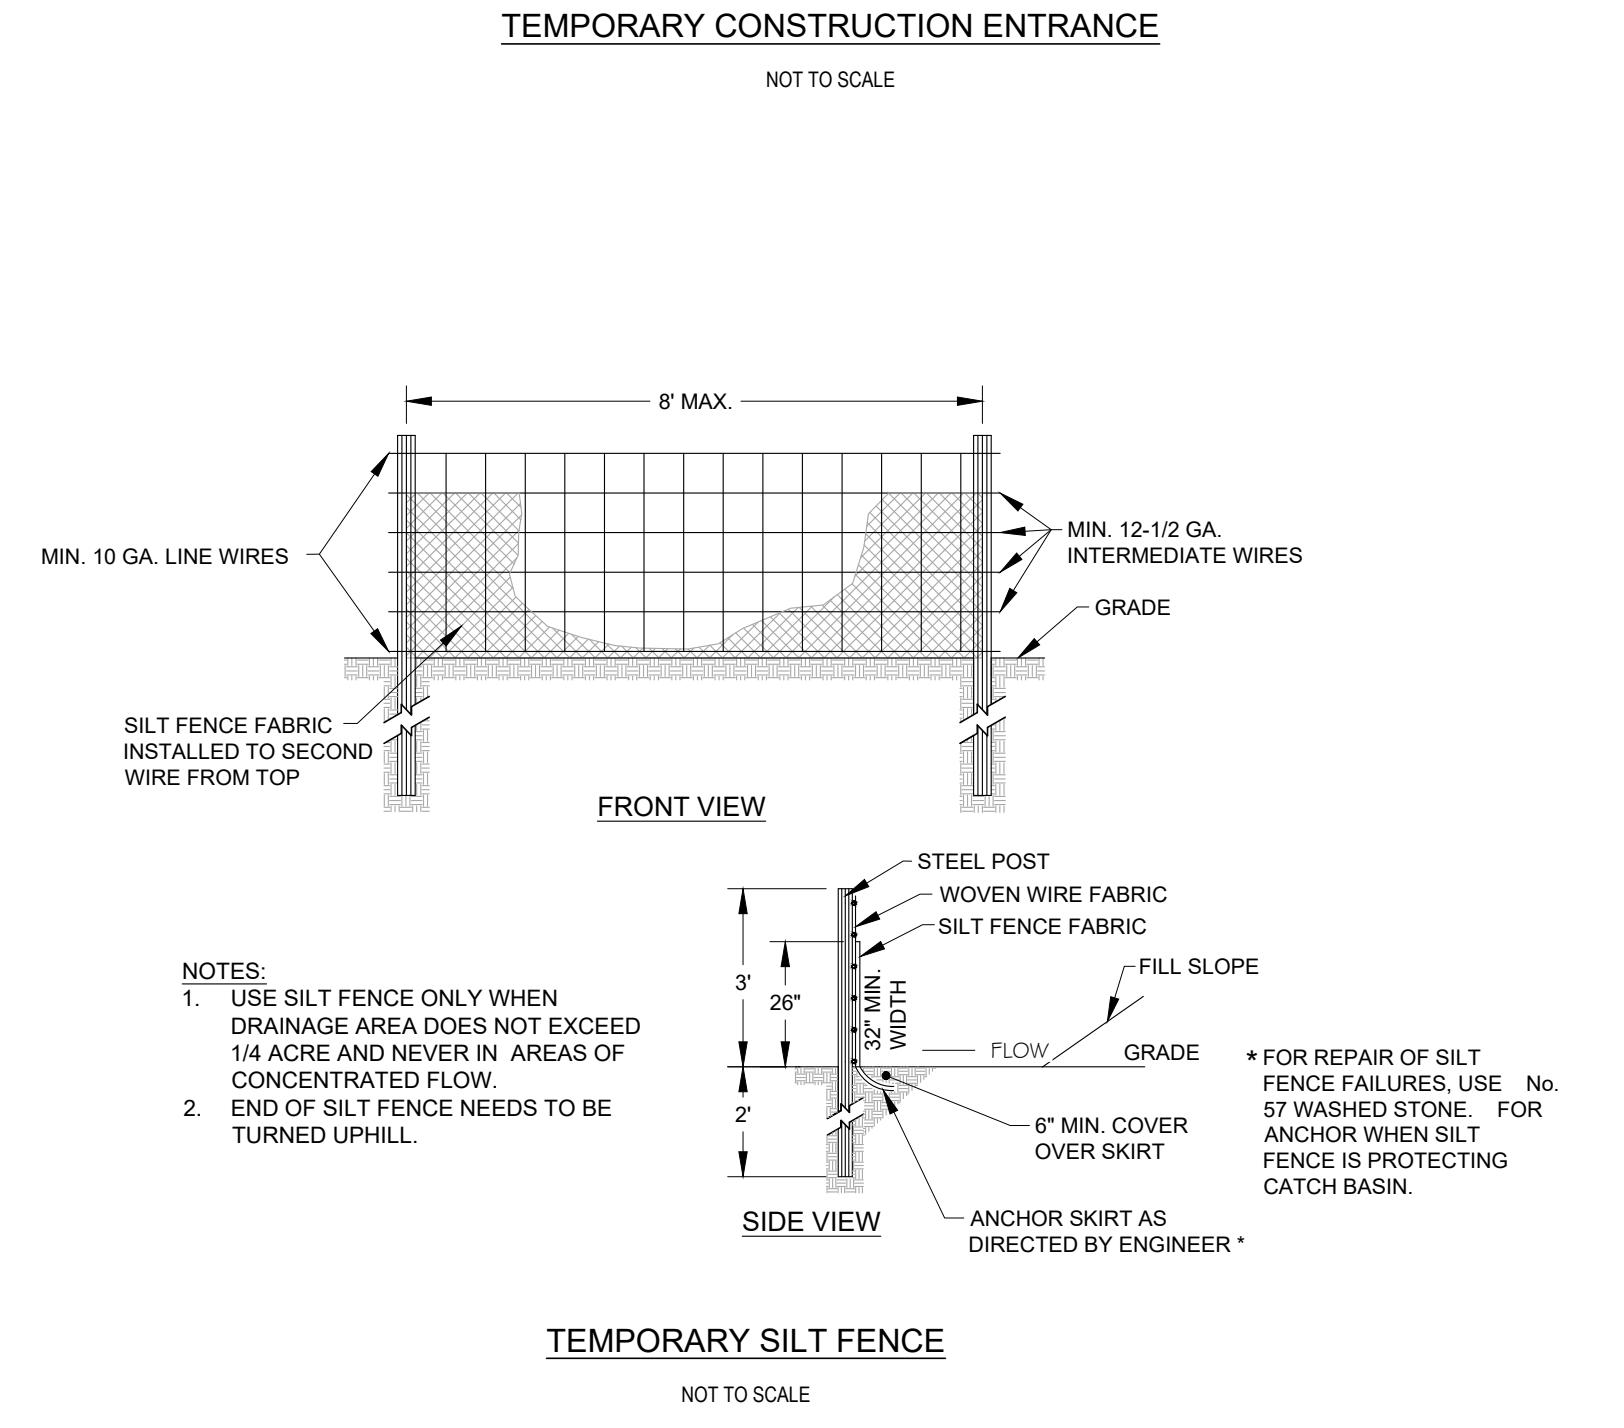 TEMPORARY CONSTRUCTION ENTRANCE
NOT TO SCALE
8' MAX.
MIN. 10 GA. LINE WIRES
MIN. 12-1/2 GA.
INTERMEDIATE WIRES
GRADE
SILT FENCE FABRIC
INSTALLED TO SECOND
WIRE FROM TOP
FRONT VIEW
STEEL POST
WOVEN WIRE FABRIC
SILT FENCE FABRIC
FILL SLOPE
3'
26"
32" MIN.
WIDTH
FLOW
GRADE
2'
6" MIN. COVER
OVER SKIRT
ANCHOR SKIRT AS
DIRECTED BY ENGINEER *
SIDE VIEW
NOTES:
1. USE SILT FENCE ONLY WHEN
DRAINAGE AREA DOES NOT EXCEED
1/4 ACRE AND NEVER IN AREAS OF
CONCENTRATED FLOW.
2. END OF SILT FENCE NEEDS TO BE
TURNED UPHILL.
* FOR REPAIR OF SILT
FENCE FAILURES, USE No.
57 WASHED STONE. FOR
ANCHOR WHEN SILT
FENCE IS PROTECTING
CATCH BASIN.
TEMPORARY SILT FENCE
NOT TO SCALE